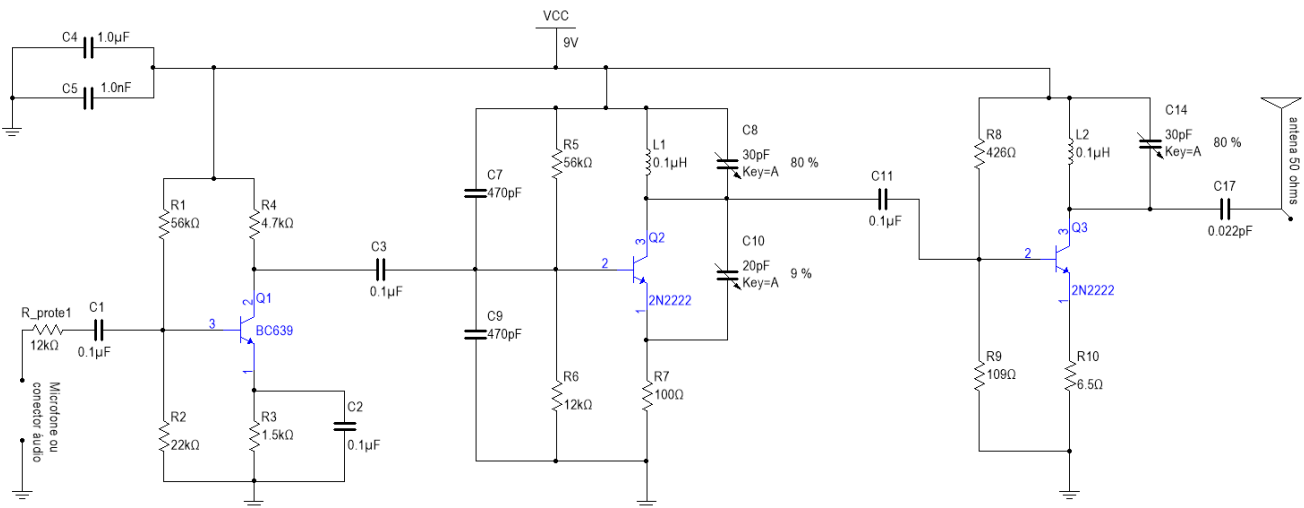 VCC
9V
C4
1.0µF
C5
1.0nF
R1
56kΩ
R4
4.7kΩ
R_prote1
12kΩ
C1
0.1µF
3
2
Q1
BC639
1
R2
22kΩ
R3
1.5kΩ
C2
0.1µF
Microfone ou
conector áudio
C3
0.1µF
C7
470pF
C9
470pF
R5
56kΩ
R6
12kΩ
L1
0.1µH
C8
30pF
Key=A
80 %
2
3
Q2
2N2222
1
C10
20pF
Key=A
9 %
R7
100Ω
C11
0.1µF
R8
426Ω
R9
109Ω
L2
0.1µH
C14
30pF
Key=A
80 %
2
3
Q3
2N2222
1
R10
6.5Ω
C17
0.022pF
antena 50 ohms